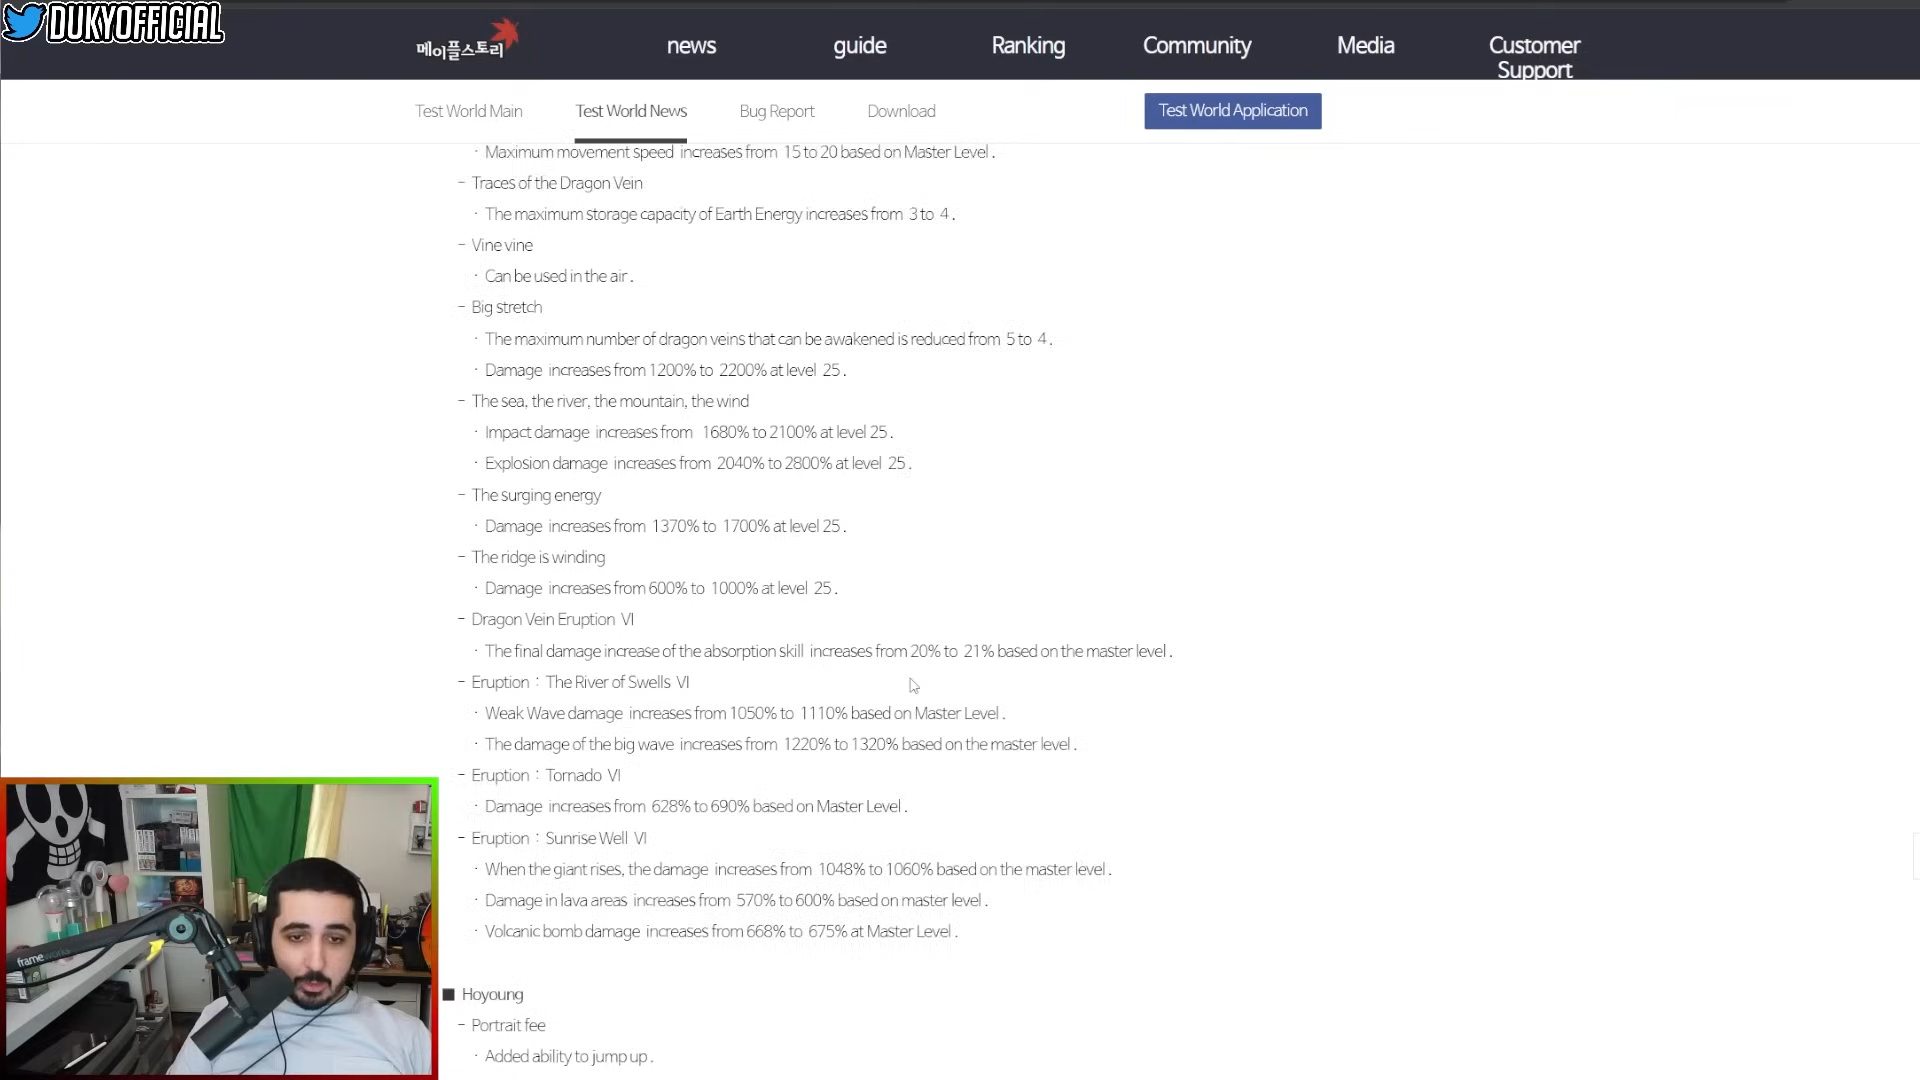 DUKYOFFICIAL
메이플스토리
news
guide
Ranking
Community
Media
Customer
Support
Test World Main
Test World News
Bug Report
Download
Test World Application
· Maximum movement speed increases from 15 to 20 based on Master Level .
- Traces of the Dragon Vein
· The maximum storage capacity of Earth Energy increases from 3 to 4 .
- Vine vine
· Can be used in the air .
- Big stretch
· The maximum number of dragon veins that can be awakened is reduced from 5 to 4 .
· Damage increases from 1200% to 2200% at level 25 .
- The sea, the river, the mountain, the wind
· Impact damage increases from 1680% to 2100% at level 25 .
· Explosion damage increases from 2040% to 2800% at level 25 .
- The surging energy
· Damage increases from 1370% to 1700% at level 25 .
- The ridge is winding
· Damage increases from 600% to 1000% at level 25 .
- Dragon Vein Eruption VI
· The final damage increase of the absorption skill increases from 20% to 21% based on the master level .
- Eruption : The River of Swells VI
· Weak Wave damage increases from 1050% to 1110% based on Master Level .
· The damage of the big wave increases from 1220% to 1320% based on the master level .
- Eruption : Tornado VI
· Damage increases from 628% to 690% based on Master Level .
- Eruption : Sunrise Well VI
· When the giant rises, the damage increases from 1048% to 1060% based on the master level .
· Damage in lava areas increases from 570% to 600% based on master level .
· Volcanic bomb damage increases from 668% to 675% at Master Level .
■ Hoyoung
- Portrait fee
· Added ability to jump up .
frameworks